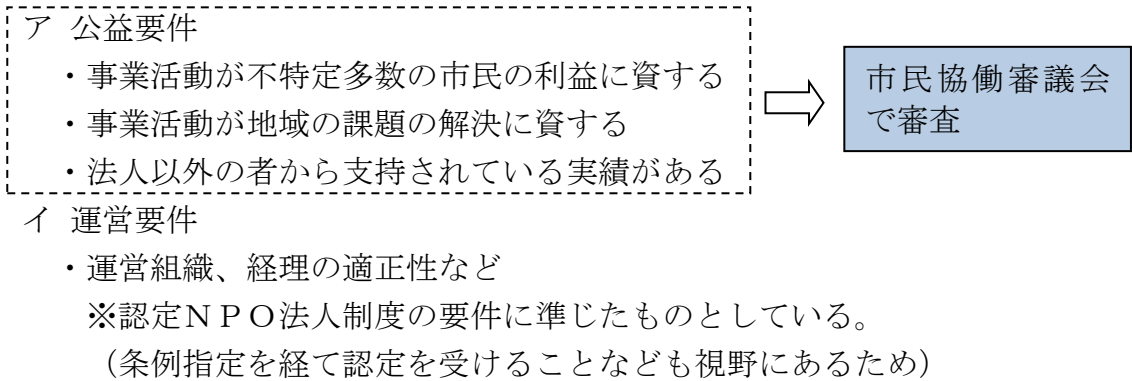 ア 公益要件
・事業活動が不特定多数の市民の利益に資する
・事業活動が地域の課題の解決に資する
・法人以外の者から支持されている実績がある
市民協働審議会
で審査
イ 運営要件
・運営組織、経理の適正性など
※認定ＮＰＯ法人制度の要件に準じたものとしている。
（条例指定を経て認定を受けることなども視野にあるため）